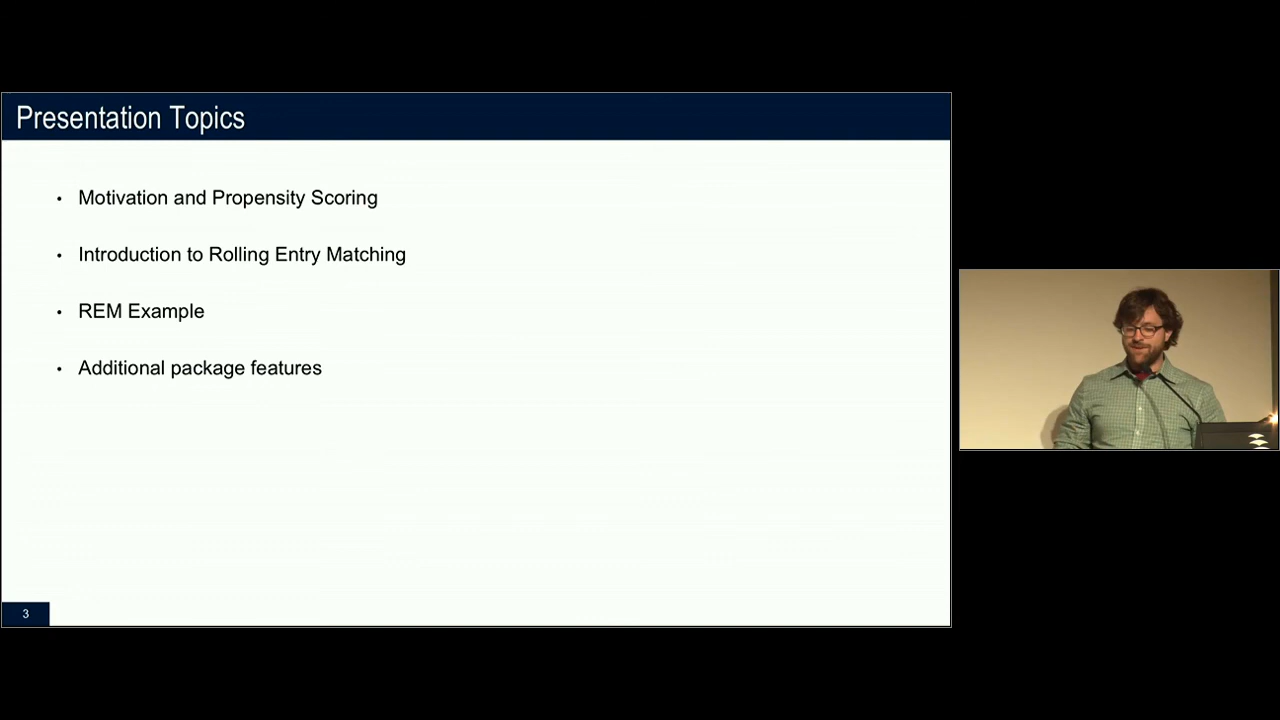 Presentation Topics
• Motivation and Propensity Scoring
• Introduction to Rolling Entry Matching
• REM Example
• Additional package features
3